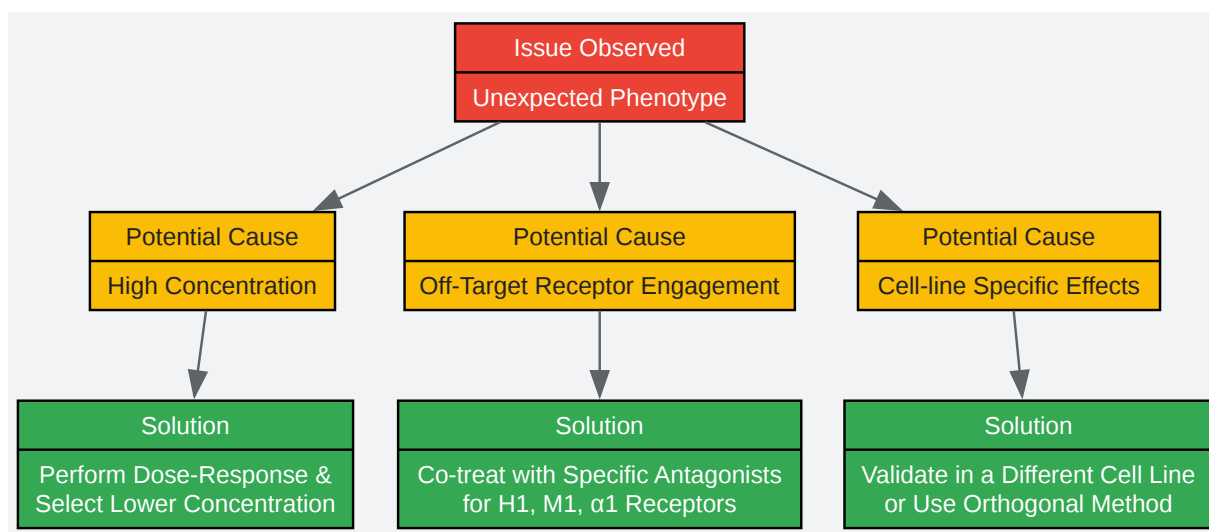 Issue Observed
Unexpected Phenotype
Potential Cause
High Concentration
Potential Cause
Off-Target Receptor Engagement
Potential Cause
Cell-line Specific Effects
Solution
Perform Dose-Response &
Select Lower Concentration
Solution
Co-treat with Specific Antagonists
for H1, M1, α1 Receptors
Solution
Validate in a Different Cell Line
or Use Orthogonal Method